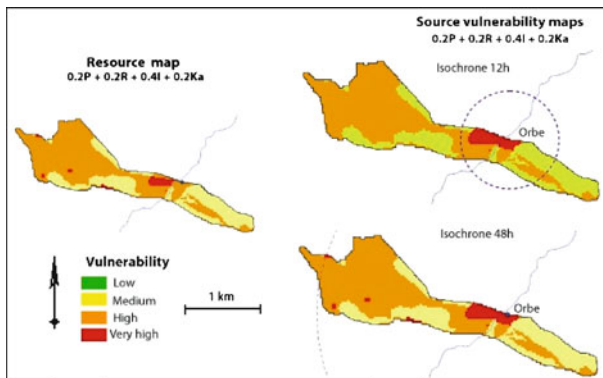 Resource map
0.2P + 0.2R + 0.4I + 0.2Ka
Source vulnerability maps
0.2P + 0.2R + 0.4I + 0.2Ka
Isochrone 12h
Orbe
Isochrone 48h
Orbe
Vulnerability
Low
Medium
High
Very high
1 km